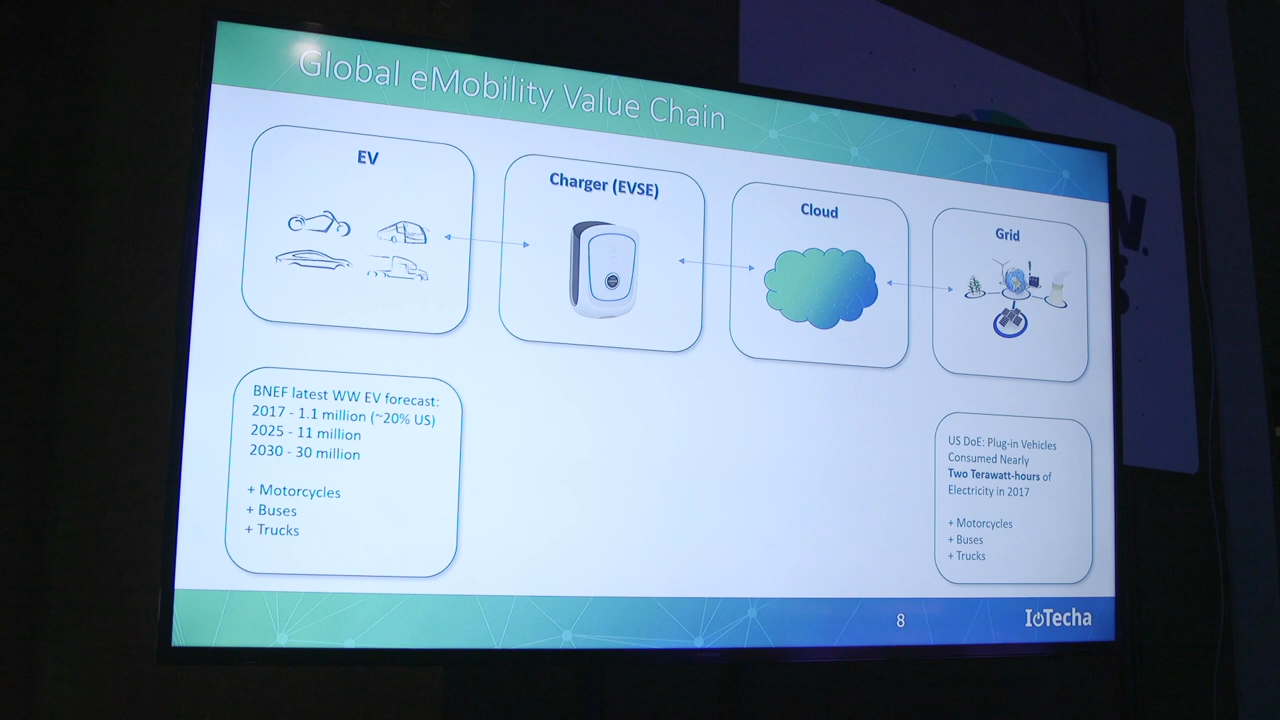 Global eMobility Value Chain
EV
Charger (EVSE)
Cloud
Grid
BNEF latest WW EV forecast:
2017 - 1.1 million (~20% US)
2025 - 11 million
2030 - 30 million
+ Motorcycles
+ Buses
+ Trucks
US DoE: Plug-in Vehicles
Consumed Nearly
Two Terawatt-hours of
Electricity in 2017
+ Motorcycles
+ Buses
+ Trucks
8
IoTecha